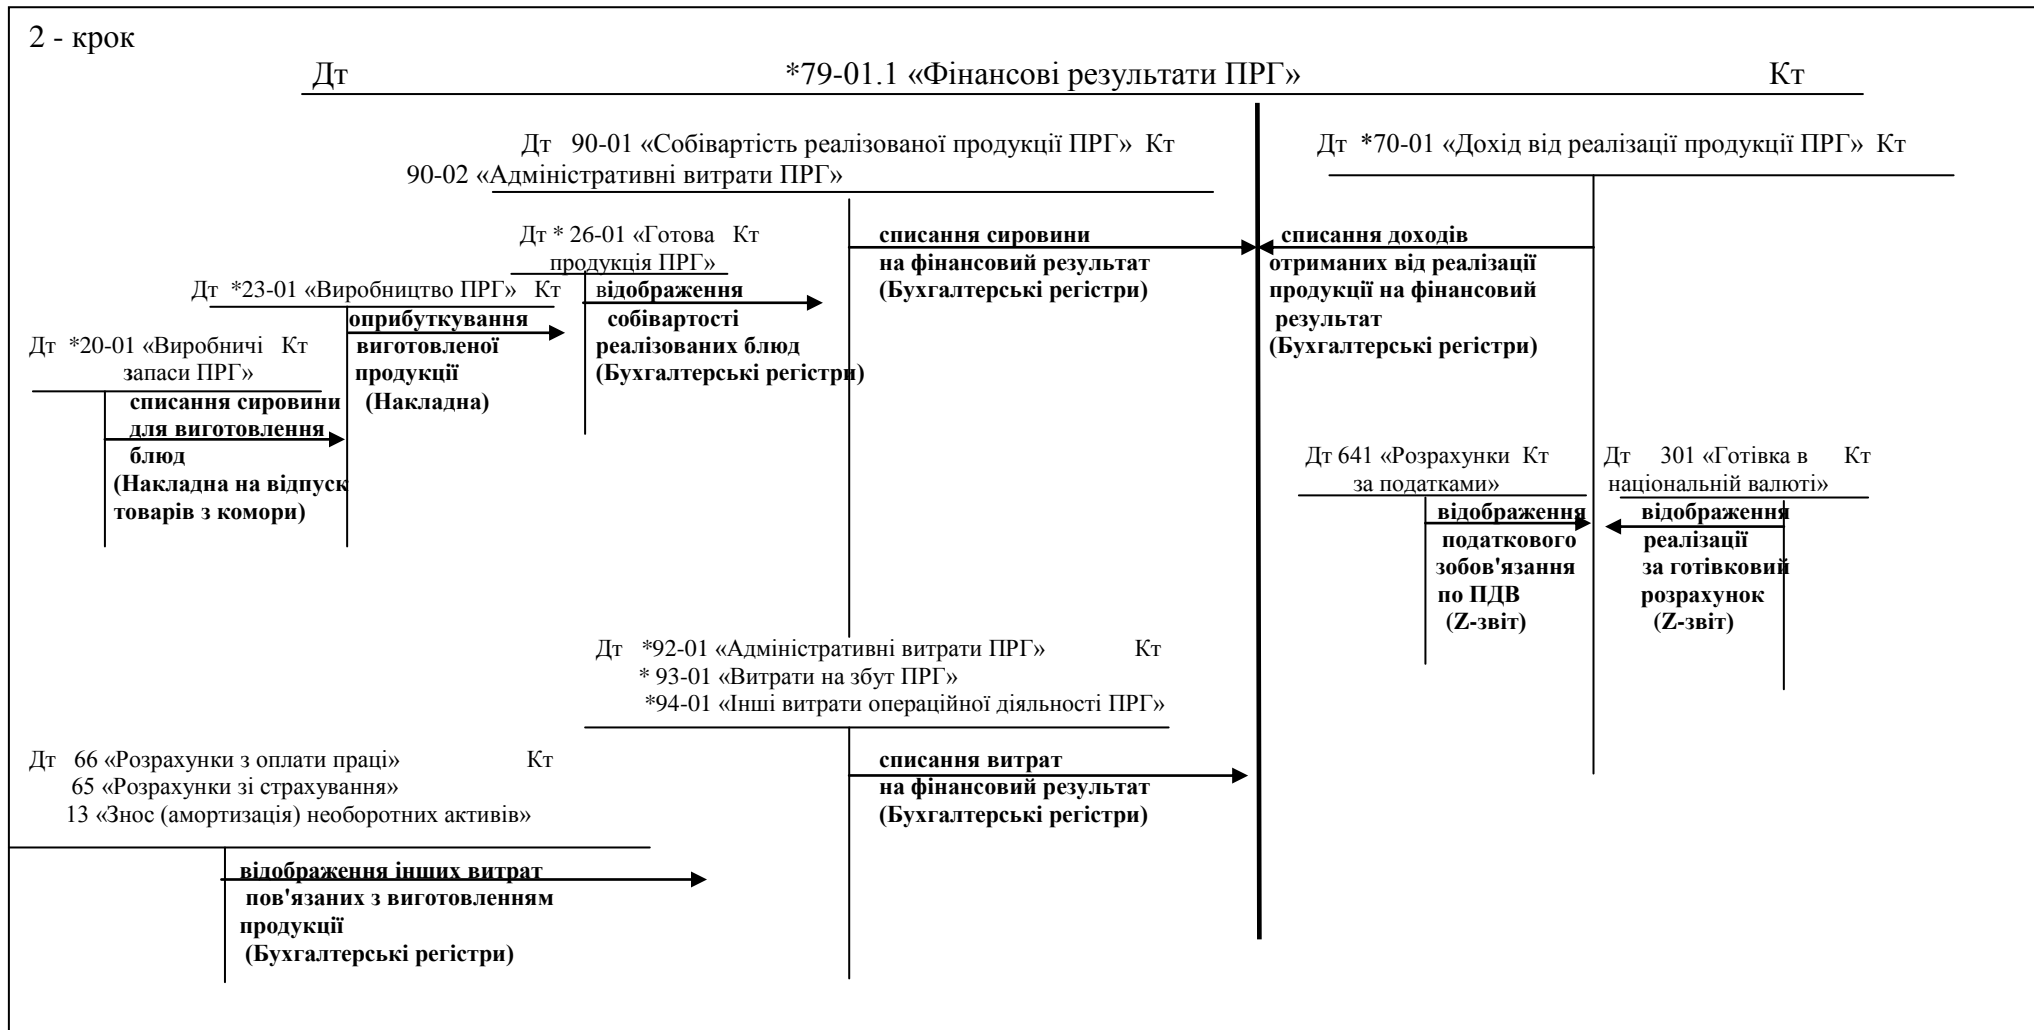 2 - крок
Дт *79-01.1 «Фінансові результати ПРГ» Кт
Дт 90-01 «Собівартість реалізованої продукції ПРГ» Кт
90-02 «Адміністративні витрати ПРГ»
Дт *70-01 «Дохід від реалізації продукції ПРГ» Кт
Дт * 26-01 «Готова Кт
продукція ПРГ»
відображення
собівартості
реалізованих блюд
(Бухгалтерські регістри)
списання сировини
на фінансовий результат
(Бухгалтерські регістри)
списання доходів
отриманих від реалізації
продукції на фінансовий
результат
(Бухгалтерські регістри)
Дт *23-01 «Виробництво ПРГ» Кт
оприбуткування
виготовленої
продукції
(Накладна)
Дт *20-01 «Виробничі Кт
запаси ПРГ»
списання сировини
для виготовлення
блюд
(Накладна на відпуск
товарів з комори)
Дт 641 «Розрахунки Кт
за податками»
відображення
податкового
зобов'язання
по ПДВ
(Z-звіт)
Дт 301 «Готівка в Кт
національній валюті»
відображення
реалізації
за готівковий
розрахунок
(Z-звіт)
Дт *92-01 «Адміністративні витрати ПРГ» Кт
* 93-01 «Витрати на збут ПРГ»
*94-01 «Інші витрати операційної діяльності ПРГ»
списання витрат
на фінансовий результат
(Бухгалтерські регістри)
Дт 66 «Розрахунки з оплати праці» Кт
65 «Розрахунки зі страхування»
13 «Знос (амортизація) необоротних активів»
відображення інших витрат
пов'язаних з виготовленням
продукції
(Бухгалтерські регістри)